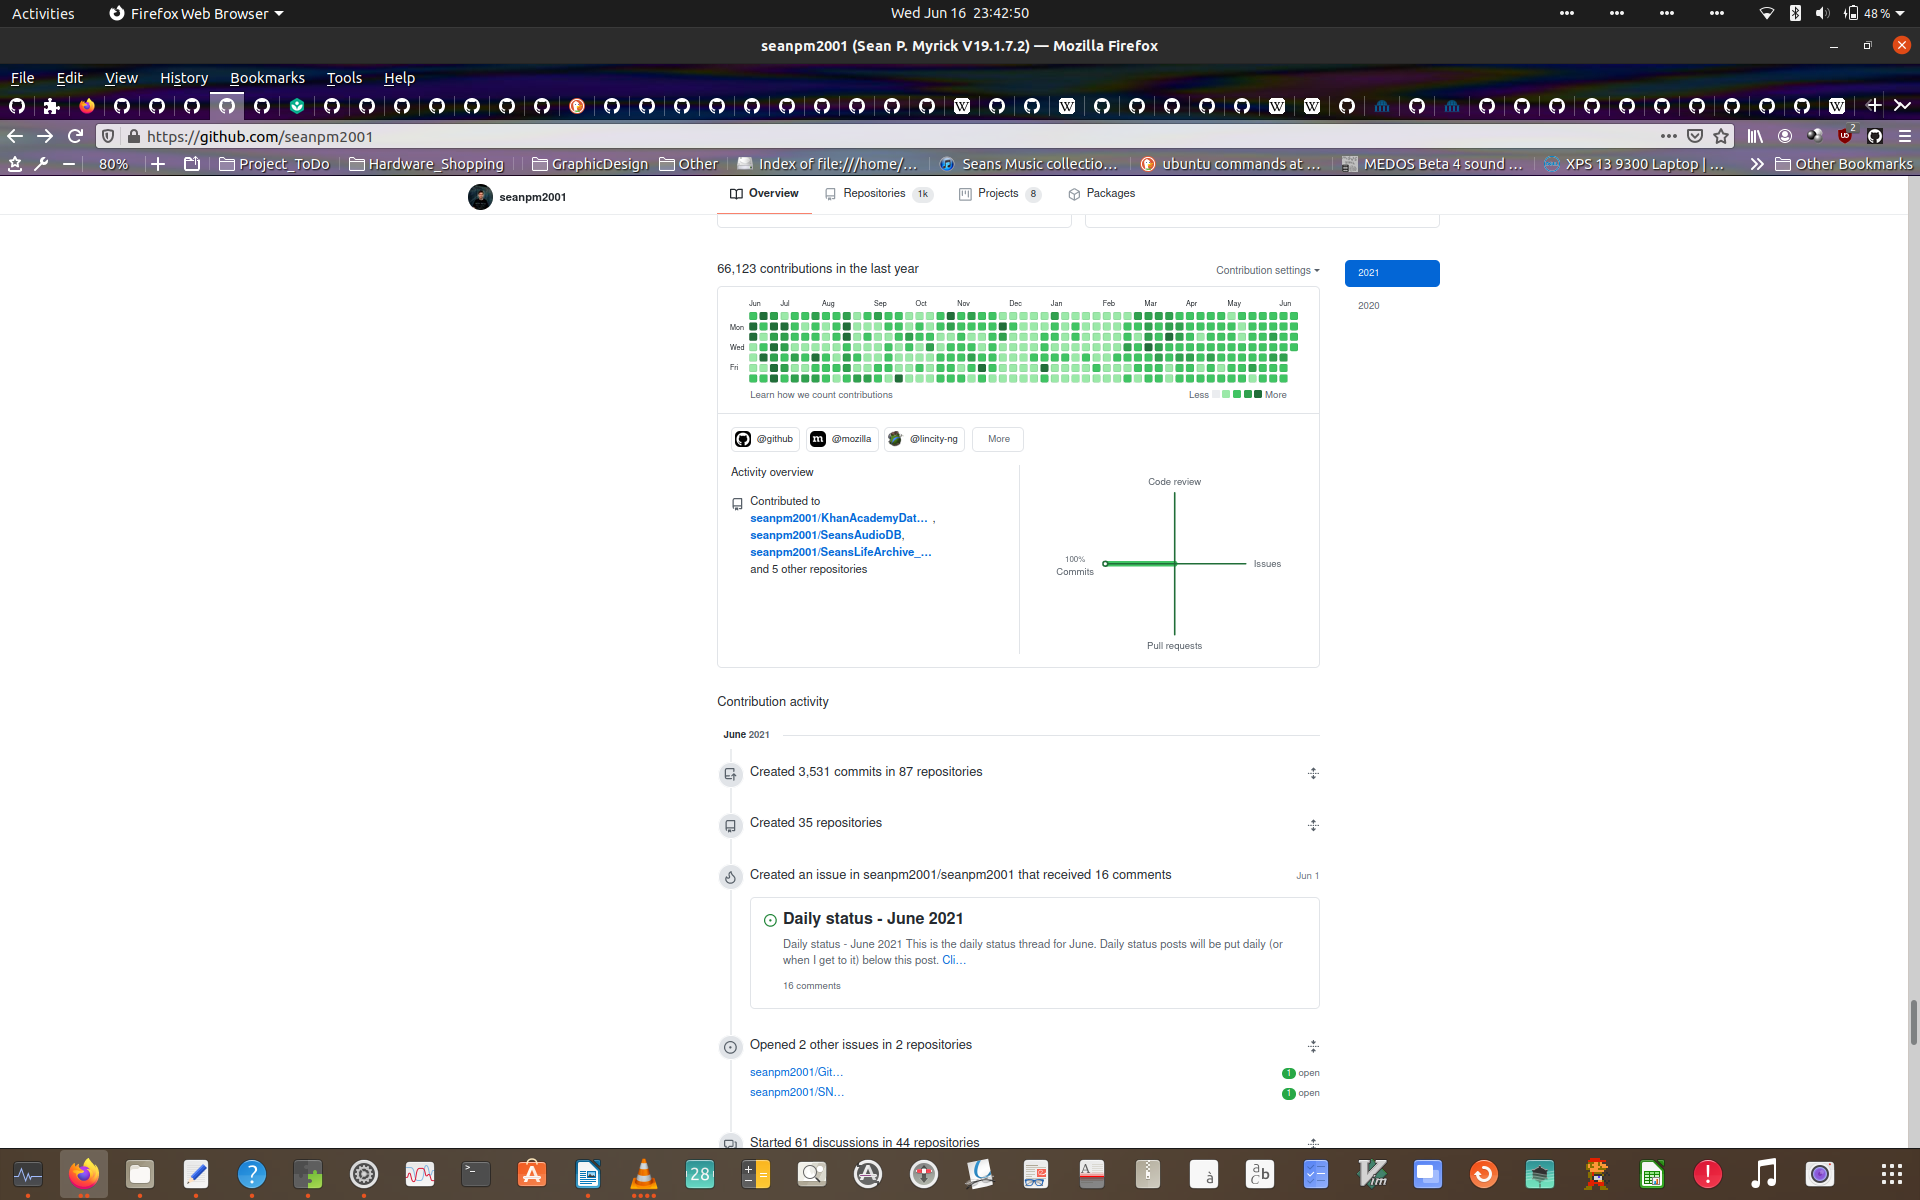 Activities
Firefox Web Browser
Wed Jun 16 23:42:50
48 %
seanpm2001 (Sean P. Myrick V19.1.7.2) — Mozilla Firefox
File Edit View History Bookmarks Tools Help
https://github.com/seanpm2001
2
80%
Project_ToDo
Hardware_Shopping
GraphicDesign
Other
Index of file:///home/…
Seans Music collectio…
ubuntu commands at …
MEDOS Beta 4 sound …
XPS 13 9300 Laptop | …
Other Bookmarks
seanpm2001
Overview
Repositories 1k
Projects 8
Packages
66,123 contributions in the last year
Contribution settings
2021
2020
Jun Jul Aug Sep Oct Nov Dec Jan Feb Mar Apr May Jun
Mon
Wed
Fri
Learn how we count contributions
Less More
@github
@mozilla
@lincity-ng
More
Activity overview
Contributed to
seanpm2001/KhanAcademyDat… ,
seanpm2001/SeansAudioDB,
seanpm2001/SeansLifeArchive_…
and 5 other repositories
Code review
100%
Commits
Issues
Pull requests
Contribution activity
June 2021
Created 3,531 commits in 87 repositories
Created 35 repositories
Created an issue in seanpm2001/seanpm2001 that received 16 comments
Jun 1
Daily status - June 2021
Daily status - June 2021 This is the daily status thread for June. Daily status posts will be put daily (or
when I get to it) below this post. Cli…
16 comments
Opened 2 other issues in 2 repositories
seanpm2001/Git…
1 open
seanpm2001/SN…
1 open
Started 61 discussions in 44 repositories
28